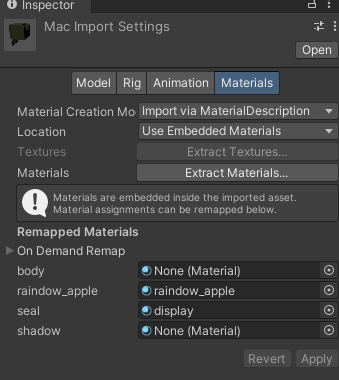 Inspector
Mac Import Settings
Open
Model Rig Animation Materials
Material Creation Mo Import via MaterialDescription
Location Use Embedded Materials
Textures Extract Textures...
Materials Extract Materials...
Materials are embedded inside the imported asset.
Material assignments can be remapped below.
Remapped Materials
On Demand Remap
body None (Material)
raindow_apple raindow_apple
seal display
shadow None (Material)
Revert Apply